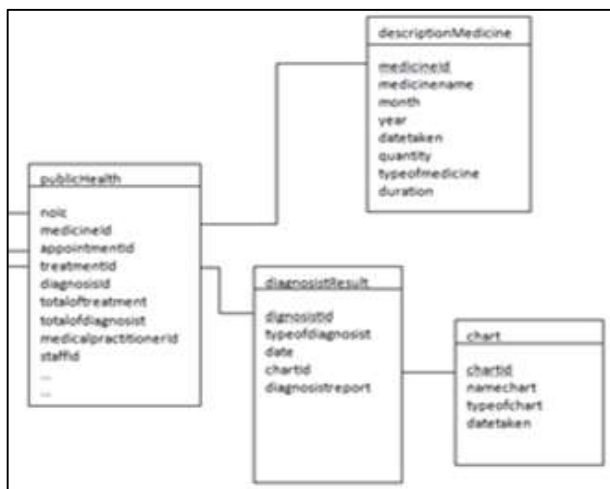 descriptionMedicine
medicineId
medicinename
month
year
datetaken
quantity
typeofmedicine
duration
publicHealth
noic
medicineId
appointmentid
treatmentid
diagnosisId
totaloftreatment
totalofdiagnosist
medicalpractitionerId
staffId
...
...
diagnosistResult
dignosistId
typeofdiagnosist
date
chartid
diagnosistreport
chart
chartId
namechart
typeofchart
datetaken